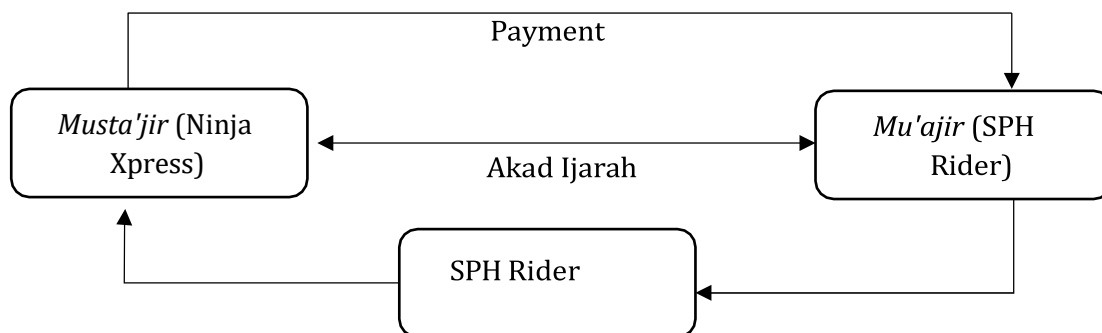 Payment
Musta'jir (Ninja
Xpress)
Akad Ijarah
Mu'ajir (SPH
Rider)
SPH Rider